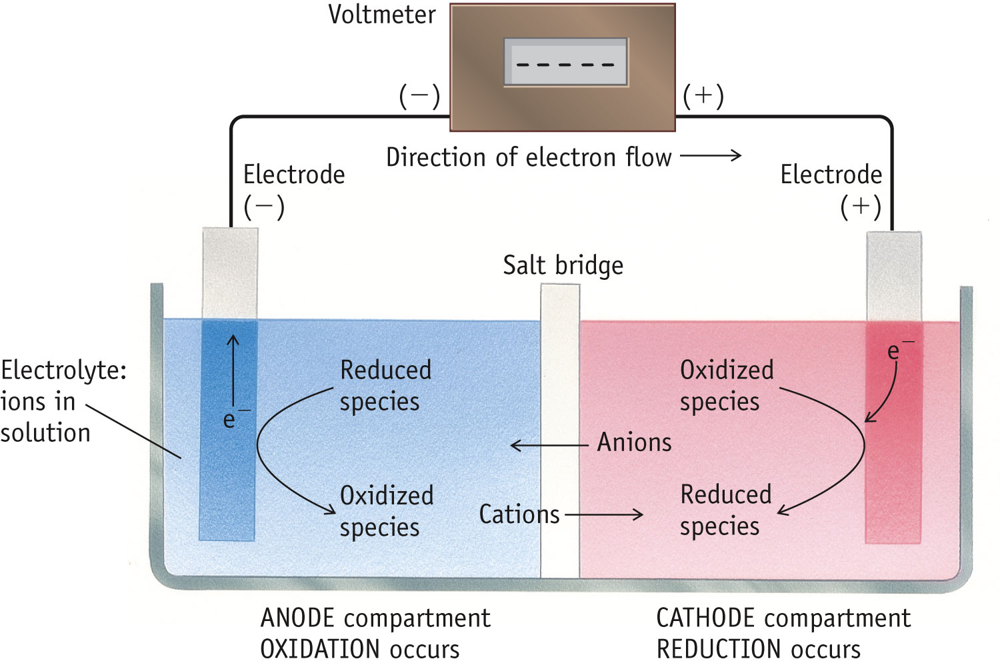 Voltmeter
– – – – –
(−)
(+)
Direction of electron flow
Electrode
(−)
Electrode
(+)
Salt bridge
Electrolyte:
ions in
solution
e⁻
Reduced
species
Oxidized
species
Oxidized
species
e⁻
Anions
Cations
Reduced
species
ANODE compartment
OXIDATION occurs
CATHODE compartment
REDUCTION occurs